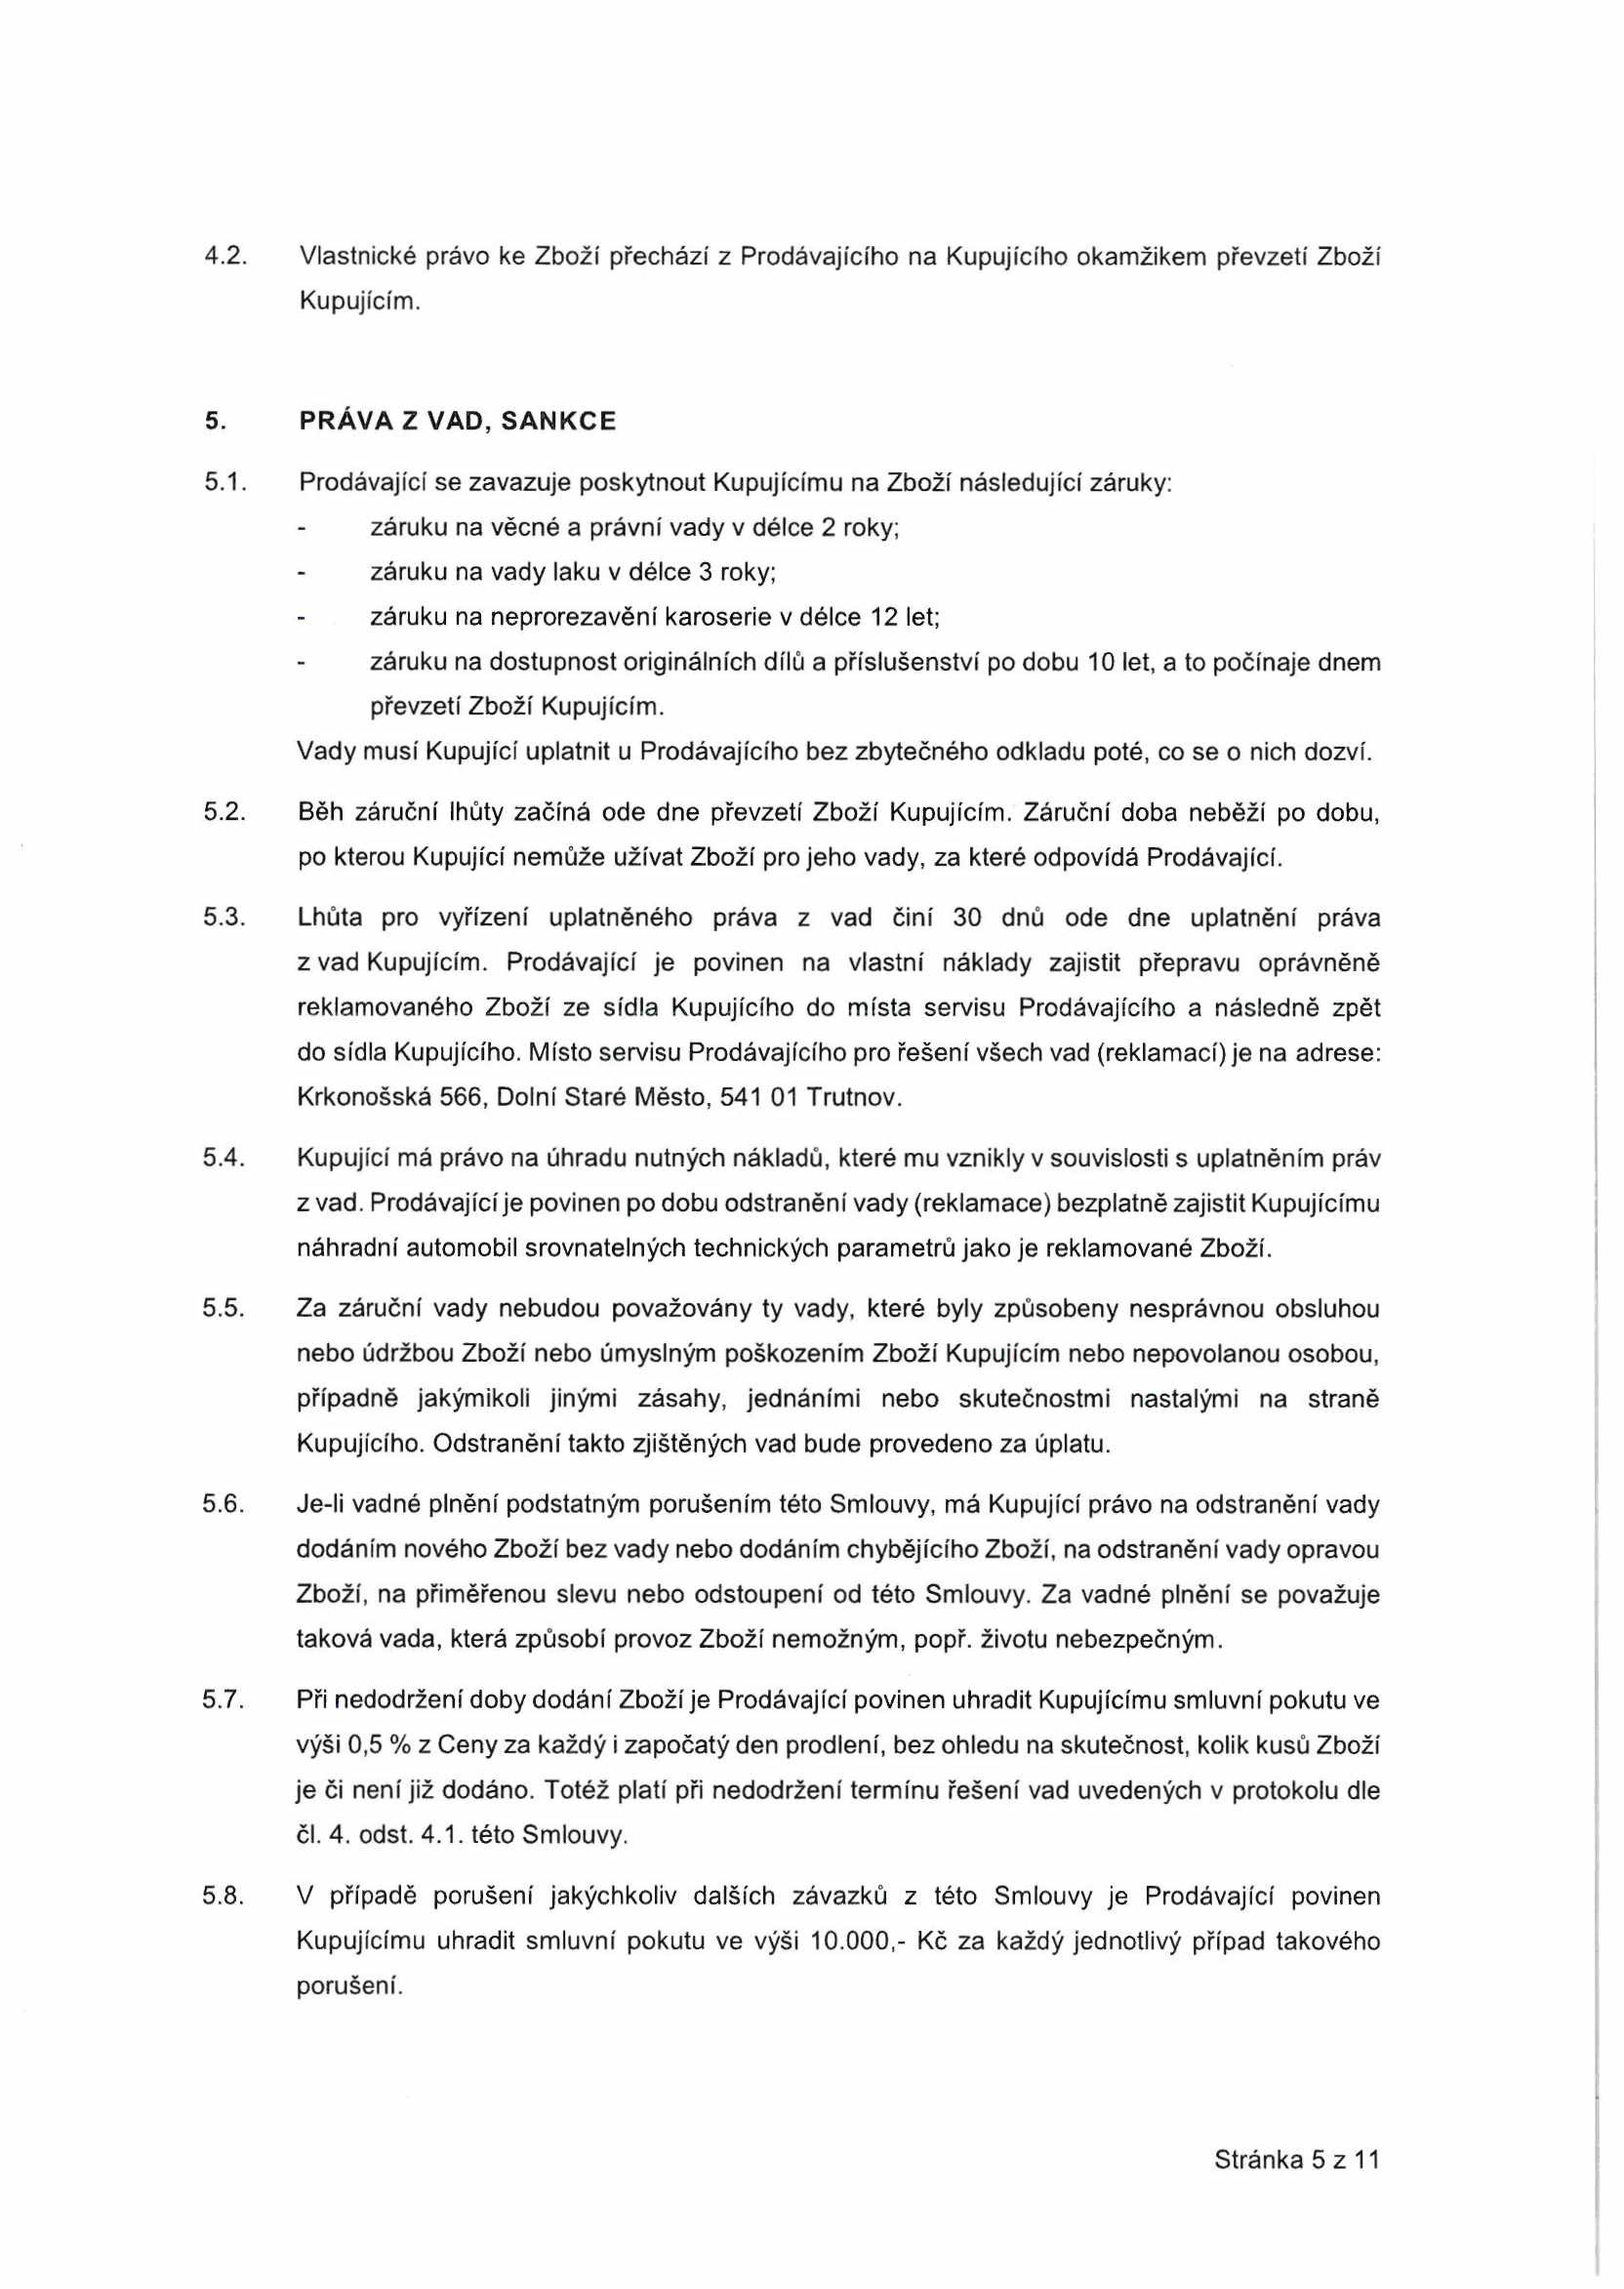 4.2. Vlastnické právo ke Zboží přechází z Prodávajícího na Kupujícího okamžikem převzetí Zboží
Kupujícím.
5. PRÁVA Z VAD, SANKCE
5.1. Prodávající se zavazuje poskytnout Kupujícímu na Zboží následující záruky:
- záruku na věcné a právní vady v délce 2 roky;
- záruku na vady laku v délce 3 roky;
- záruku na neprorezavění karoserie v délce 12 let;
- záruku na dostupnost originálních dílů a příslušenství po dobu 10 let, a to počínaje dnem
převzetí Zboží Kupujícím.
Vady musí Kupující uplatnit u Prodávajícího bez zbytečného odkladu poté, co se o nich dozví.
5.2. Běh záruční lhůty začíná ode dne převzetí Zboží Kupujícím. Záruční doba neběží po dobu,
po kterou Kupující nemůže užívat Zboží pro jeho vady, za které odpovídá Prodávající.
5.3. Lhůta pro vyřízení uplatněného práva z vad činí 30 dnů ode dne uplatnění práva
z vad Kupujícím. Prodávající je povinen na vlastní náklady zajistit přepravu oprávněně
reklamovaného Zboží ze sídla Kupujícího do místa servisu Prodávajícího a následně zpět
do sídla Kupujícího. Místo servisu Prodávajícího pro řešení všech vad (reklamací) je na adrese:
Krkonošská 566, Dolní Staré Město, 541 01 Trutnov.
5.4. Kupující má právo na úhradu nutných nákladů, které mu vznikly v souvislosti s uplatněním práv
z vad. Prodávající je povinen po dobu odstranění vady (reklamace) bezplatně zajistit Kupujícímu
náhradní automobil srovnatelných technických parametrů jako je reklamované Zboží.
5.5. Za záruční vady nebudou považovány ty vady, které byly způsobeny nesprávnou obsluhou
nebo údržbou Zboží nebo úmyslným poškozením Zboží Kupujícím nebo nepovolanou osobou,
případně jakýmikoli jinými zásahy, jednáními nebo skutečnostmi nastalými na straně
Kupujícího. Odstranění takto zjištěných vad bude provedeno za úplatu.
5.6. Je-li vadné plnění podstatným porušením této Smlouvy, má Kupující právo na odstranění vady
dodáním nového Zboží bez vady nebo dodáním chybějícího Zboží, na odstranění vady opravou
Zboží, na přiměřenou slevu nebo odstoupení od této Smlouvy. Za vadné plnění se považuje
taková vada, která způsobí provoz Zboží nemožným, popř. životu nebezpečným.
5.7. Při nedodržení doby dodání Zboží je Prodávající povinen uhradit Kupujícímu smluvní pokutu ve
výši 0,5 % z Ceny za každý i započatý den prodlení, bez ohledu na skutečnost, kolik kusů Zboží
je či není již dodáno. Totéž platí při nedodržení termínu řešení vad uvedených v protokolu dle
čl. 4. odst. 4.1. této Smlouvy.
5.8. V případě porušení jakýchkoliv dalších závazků z této Smlouvy je Prodávající povinen
Kupujícímu uhradit smluvní pokutu ve výši 10.000,- Kč za každý jednotlivý případ takového
porušení.
Stránka 5 z 11